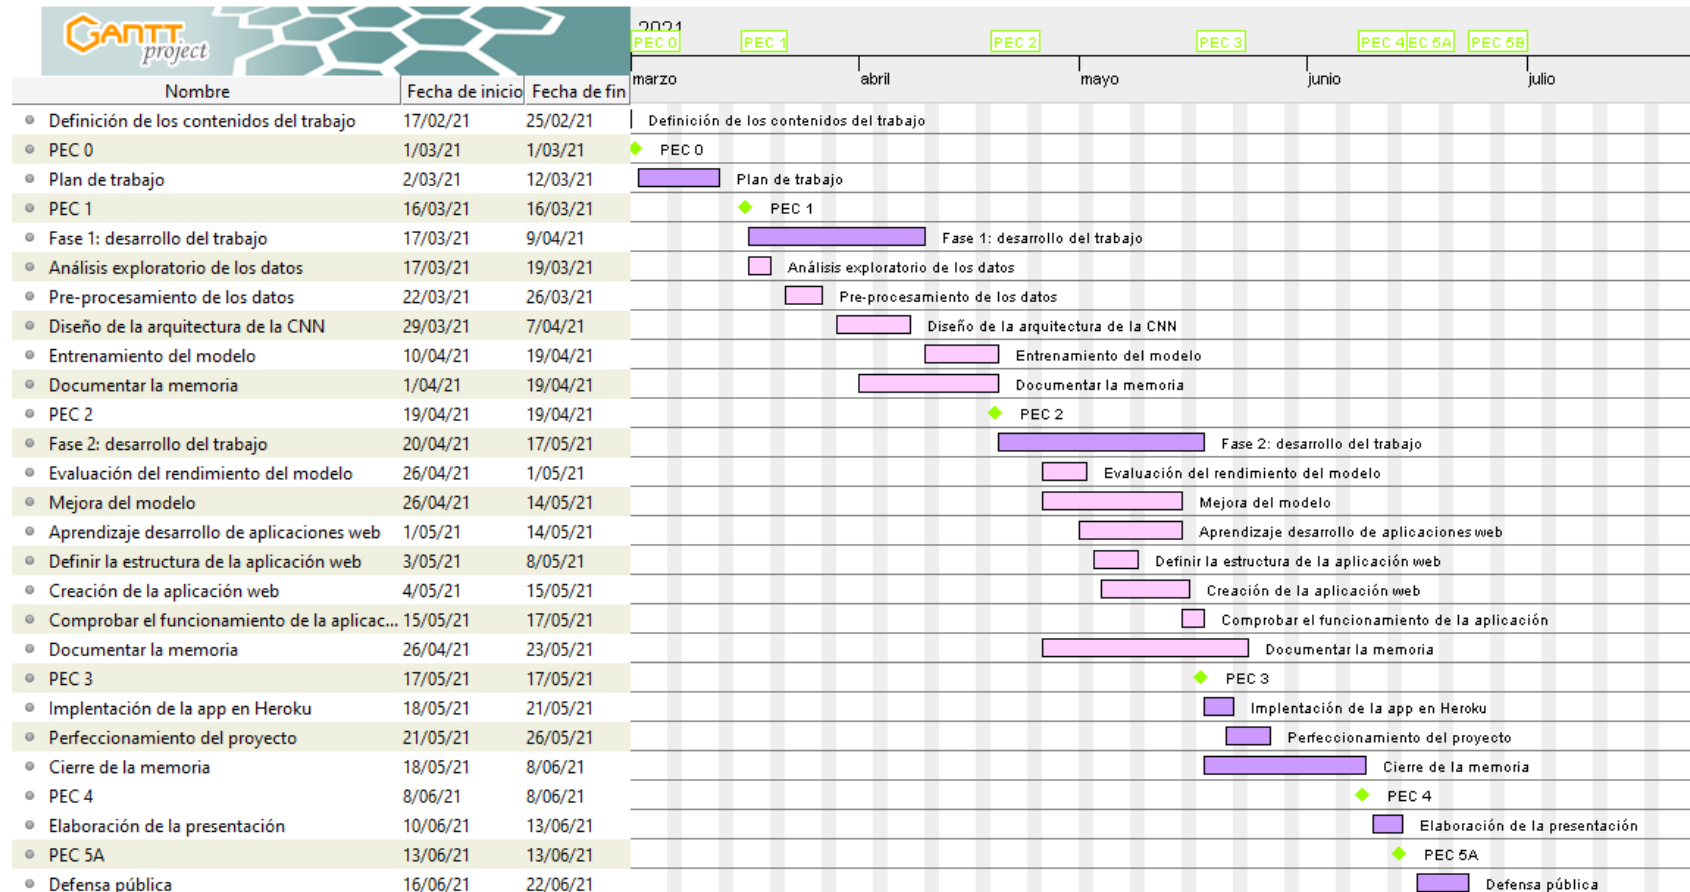 GANTT
project
2021
PEC 0 PEC 1 PEC 2 PEC 3 PEC 4 EC 5A PEC 5B
marzo abril mayo junio julio
Nombre Fecha de inicio Fecha de fin
Definición de los contenidos del trabajo 17/02/21 25/02/21 Definición de los contenidos del trabajo
PEC 0 1/03/21 1/03/21 PEC 0
Plan de trabajo 2/03/21 12/03/21 Plan de trabajo
PEC 1 16/03/21 16/03/21 PEC 1
Fase 1: desarrollo del trabajo 17/03/21 9/04/21 Fase 1: desarrollo del trabajo
Análisis exploratorio de los datos 17/03/21 19/03/21 Análisis exploratorio de los datos
Pre-procesamiento de los datos 22/03/21 26/03/21 Pre-procesamiento de los datos
Diseño de la arquitectura de la CNN 29/03/21 7/04/21 Diseño de la arquitectura de la CNN
Entrenamiento del modelo 10/04/21 19/04/21 Entrenamiento del modelo
Documentar la memoria 1/04/21 19/04/21 Documentar la memoria
PEC 2 19/04/21 19/04/21 PEC 2
Fase 2: desarrollo del trabajo 20/04/21 17/05/21 Fase 2: desarrollo del trabajo
Evaluación del rendimiento del modelo 26/04/21 1/05/21 Evaluación del rendimiento del modelo
Mejora del modelo 26/04/21 14/05/21 Mejora del modelo
Aprendizaje desarrollo de aplicaciones web 1/05/21 14/05/21 Aprendizaje desarrollo de aplicaciones web
Definir la estructura de la aplicación web 3/05/21 8/05/21 Definir la estructura de la aplicación web
Creación de la aplicación web 4/05/21 15/05/21 Creación de la aplicación web
Comprobar el funcionamiento de la aplicac... 15/05/21 17/05/21 Comprobar el funcionamiento de la aplicación
Documentar la memoria 26/04/21 23/05/21 Documentar la memoria
PEC 3 17/05/21 17/05/21 PEC 3
Implentación de la app en Heroku 18/05/21 21/05/21 Implentación de la app en Heroku
Perfeccionamiento del proyecto 21/05/21 26/05/21 Perfeccionamiento del proyecto
Cierre de la memoria 18/05/21 8/06/21 Cierre de la memoria
PEC 4 8/06/21 8/06/21 PEC 4
Elaboración de la presentación 10/06/21 13/06/21 Elaboración de la presentación
PEC 5A 13/06/21 13/06/21 PEC 5A
Defensa pública 16/06/21 22/06/21 Defensa pública